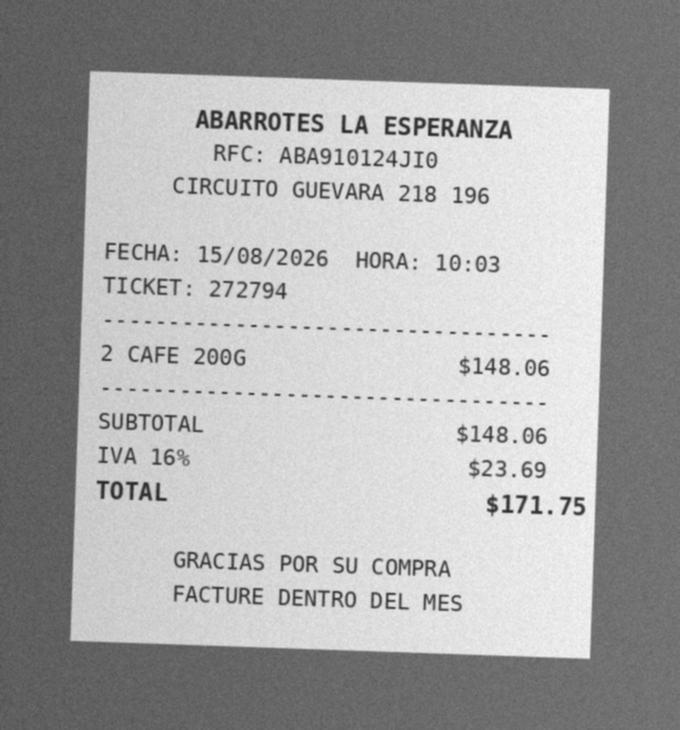 ABARROTES LA ESPERANZA
RFC: ABA910124JI0
CIRCUITO GUEVARA 218 196
FECHA: 15/08/2026 HORA: 10:03
TICKET: 272794
----------------------------------
2 CAFE 200G $148.06
----------------------------------
SUBTOTAL $148.06
IVA 16% $23.69
TOTAL $171.75
GRACIAS POR SU COMPRA
FACTURE DENTRO DEL MES